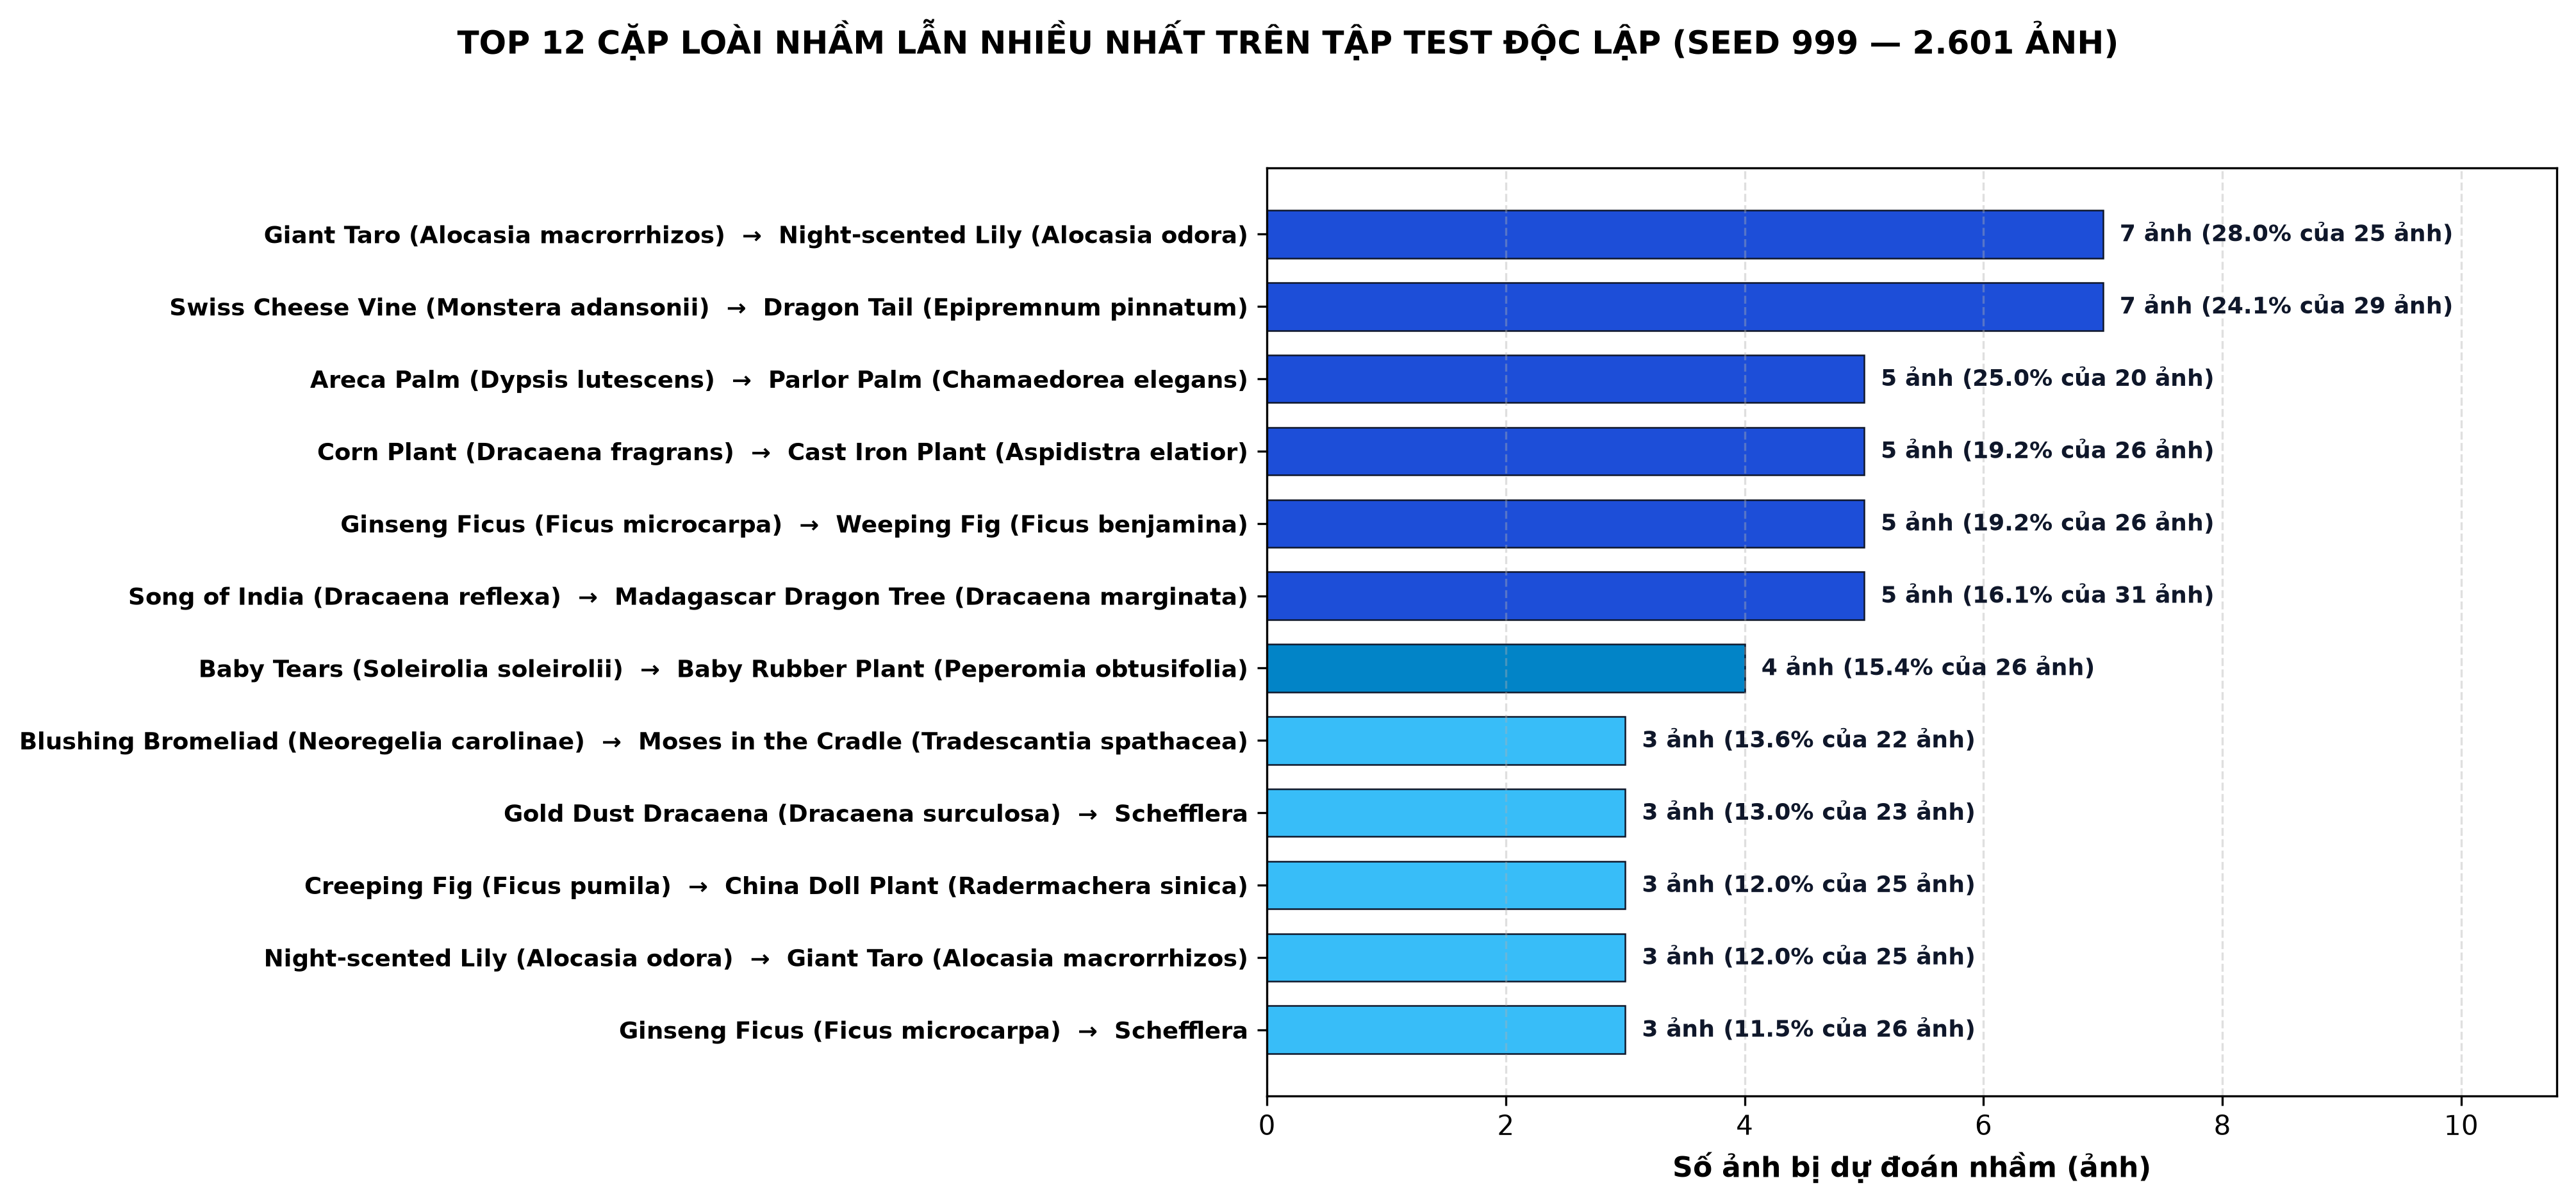 TOP 12 CẶP LOÀI NHẦM LẪN NHIỀU NHẤT TRÊN TẬP TEST ĐỘC LẬP (SEED 999 — 2.601 ẢNH)
Giant Taro (Alocasia macrorrhizos) → Night-scented Lily (Alocasia odora) 7 ảnh (28.0% của 25 ảnh)
Swiss Cheese Vine (Monstera adansonii) → Dragon Tail (Epipremnum pinnatum) 7 ảnh (24.1% của 29 ảnh)
Areca Palm (Dypsis lutescens) → Parlor Palm (Chamaedorea elegans) 5 ảnh (25.0% của 20 ảnh)
Corn Plant (Dracaena fragrans) → Cast Iron Plant (Aspidistra elatior) 5 ảnh (19.2% của 26 ảnh)
Ginseng Ficus (Ficus microcarpa) → Weeping Fig (Ficus benjamina) 5 ảnh (19.2% của 26 ảnh)
Song of India (Dracaena reflexa) → Madagascar Dragon Tree (Dracaena marginata) 5 ảnh (16.1% của 31 ảnh)
Baby Tears (Soleirolia soleirolii) → Baby Rubber Plant (Peperomia obtusifolia) 4 ảnh (15.4% của 26 ảnh)
Blushing Bromeliad (Neoregelia carolinae) → Moses in the Cradle (Tradescantia spathacea) 3 ảnh (13.6% của 22 ảnh)
Gold Dust Dracaena (Dracaena surculosa) → Schefflera 3 ảnh (13.0% của 23 ảnh)
Creeping Fig (Ficus pumila) → China Doll Plant (Radermachera sinica) 3 ảnh (12.0% của 25 ảnh)
Night-scented Lily (Alocasia odora) → Giant Taro (Alocasia macrorrhizos) 3 ảnh (12.0% của 25 ảnh)
Ginseng Ficus (Ficus microcarpa) → Schefflera 3 ảnh (11.5% của 26 ảnh)
0 2 4 6 8 10
Số ảnh bị dự đoán nhầm (ảnh)